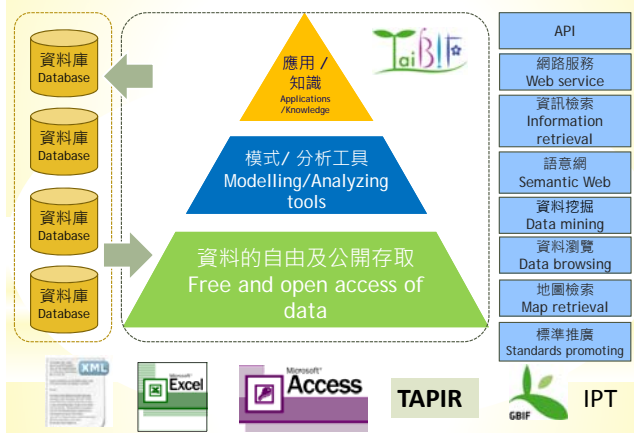 資料庫
Database
資料庫
Database
資料庫
Database
資料庫
Database
應用 /
知識
Applications
/Knowledge
模式/ 分析工具
Modelling/Analyzing
tools
資料的自由及公開存取
Free and open access of
data
TaiBIF
API
網路服務
Web service
資訊檢索
Information
retrieval
語意網
Semantic Web
資料挖掘
Data mining
資料瀏覽
Data browsing
地圖檢索
Map retrieval
標準推廣
Standards promoting
XML
Microsoft
Excel
Microsoft
Access
TAPIR
GBIF
IPT